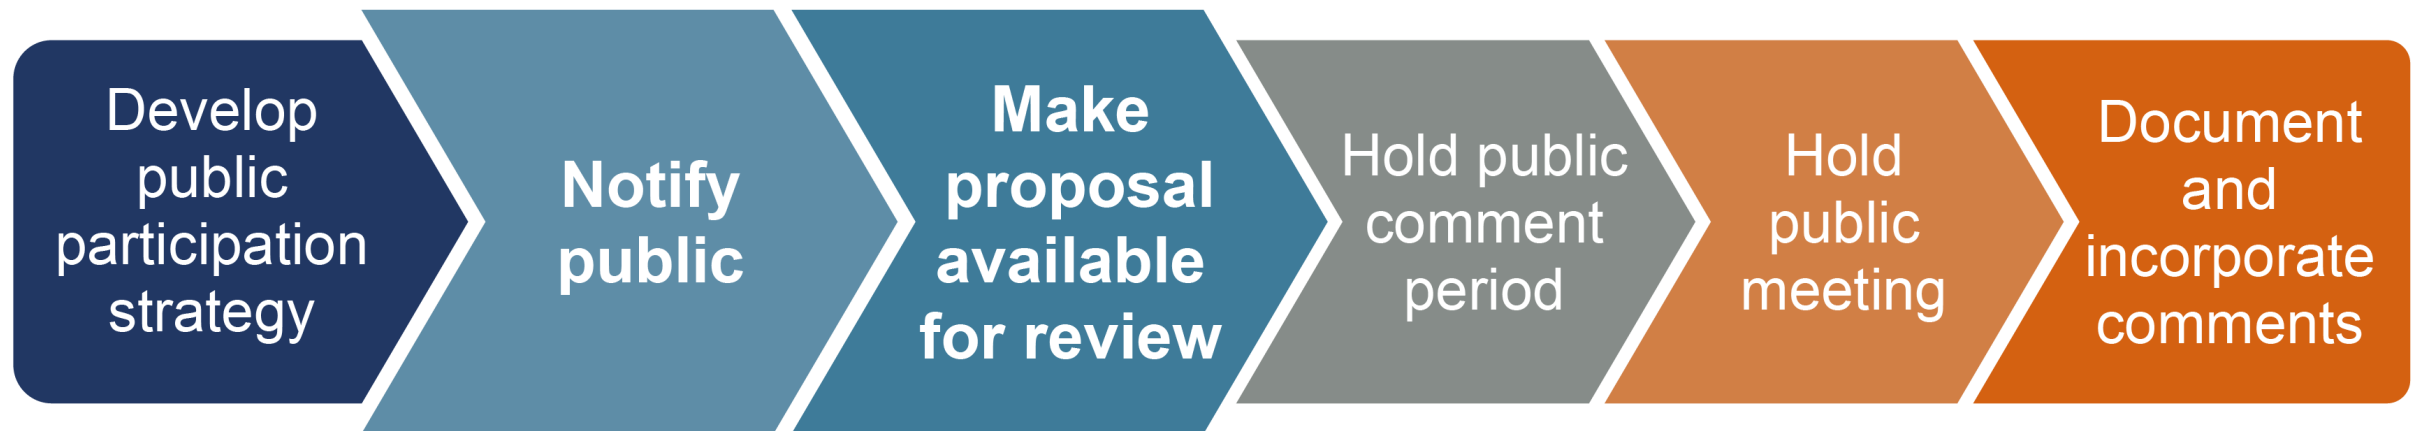 Develop
public
participation
strategy
Notify
public
Make
proposal
available
for review
Hold public
comment
period
Hold
public
meeting
Document
and
incorporate
comments